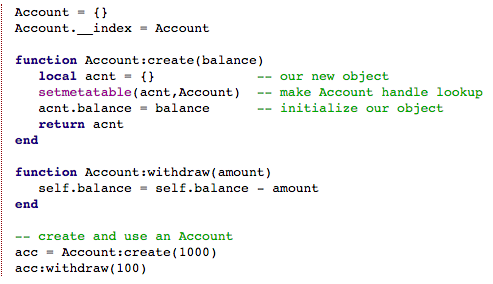 Account = {}
Account.__index = Account

function Account:create(balance)
   local acnt = {}             -- our new object
   setmetatable(acnt,Account)  -- make Account handle lookup
   acnt.balance = balance      -- initialize our object
   return acnt
end

function Account:withdraw(amount)
   self.balance = self.balance - amount
end

-- create and use an Account
acc = Account:create(1000)
acc:withdraw(100)